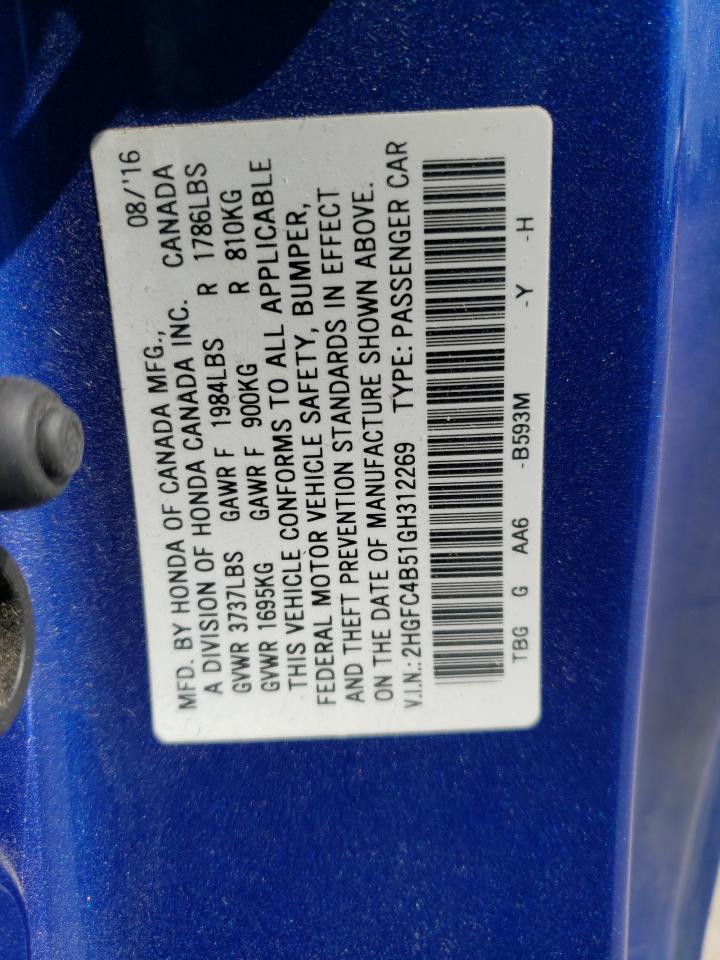 MFD. BY HONDA OF CANADA MFG., 08/'16
A DIVISION OF HONDA CANADA INC. CANADA
GVWR 3737LBS GAWR F 1984LBS R 1786LBS
GVWR 1695KG GAWR F 900KG R 810KG
THIS VEHICLE CONFORMS TO ALL APPLICABLE
FEDERAL MOTOR VEHICLE SAFETY, BUMPER,
AND THEFT PREVENTION STANDARDS IN EFFECT
ON THE DATE OF MANUFACTURE SHOWN ABOVE.
V.I.N.: 2HGFC4B51GH312269 TYPE: PASSENGER CAR
TBG G AA6 -B593M -Y -H